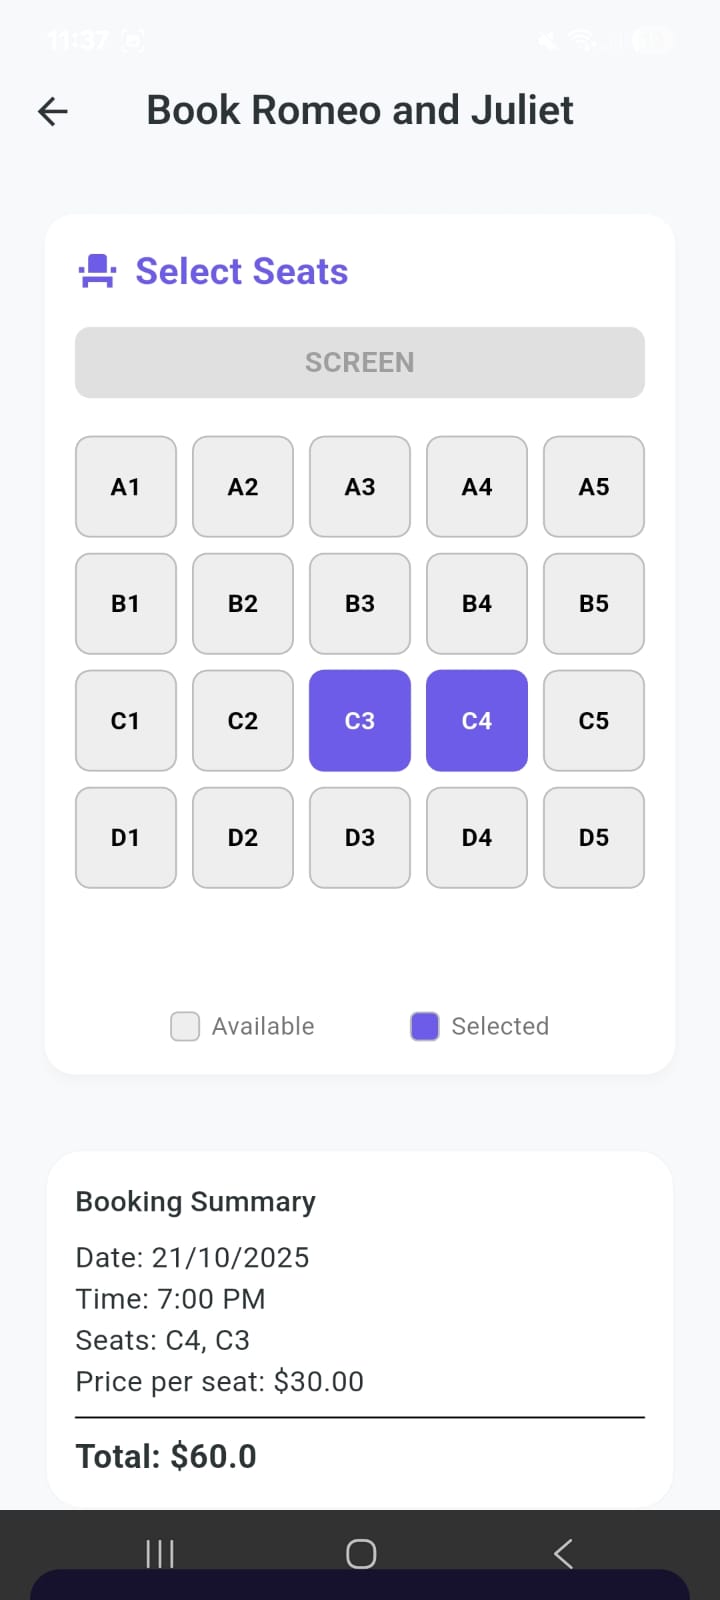 11:37
Book Romeo and Juliet
Select Seats
SCREEN
A1 A2 A3 A4 A5
B1 B2 B3 B4 B5
C1 C2 C3 C4 C5
D1 D2 D3 D4 D5
Available Selected
Booking Summary
Date: 21/10/2025
Time: 7:00 PM
Seats: C4, C3
Price per seat: $30.00
Total: $60.0